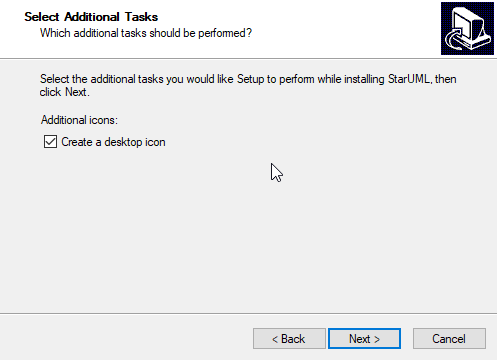 Select Additional Tasks
Which additional tasks should be performed?
Select the additional tasks you would like Setup to perform while installing StarUML, then
click Next.
Additional icons:
Create a desktop icon
< Back
Next >
Cancel